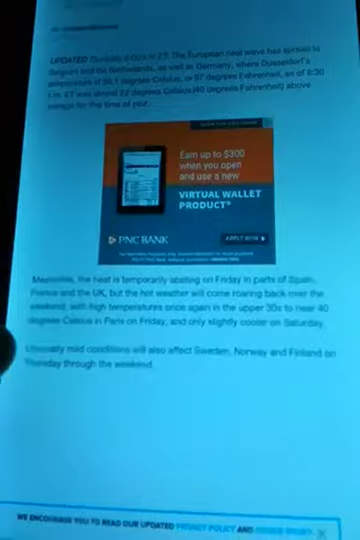 UPDATED Thursday ET: The European heat wave has spread to
Belgium and the Netherlands, as well as Germany, where Dusseldorf's
temperature of 36.1 degrees Celsius, or 97 degrees Fahrenheit, as of 8:30
ET was almost 22 degrees Celsius (40 degrees Fahrenheit) above
average for this time of year.
Earn up to $300
when you open
and use a new
VIRTUAL WALLET
PRODUCT®
PNC BANK
APPLY NOW
Meanwhile, the heat is temporarily abating on Friday in parts of Spain,
France and the UK, but the hot weather will come roaring back over the
weekend, with high temperatures once again in the upper 30s to near 40
degrees Celsius in Paris on Friday, and only slightly cooler on Saturday.
Unusually mild conditions will also affect Sweden, Norway and Finland on
Thursday through the weekend.
WE ENCOURAGE YOU TO READ OUR UPDATED PRIVACY POLICY AND COOKIE POLICY.